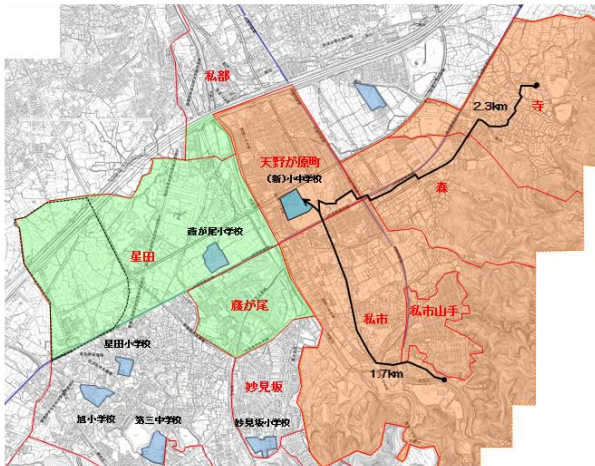 私部
2.3km
寺
天野が原町
(新)小中学校
森
藤が尾小学校
星田
藤が尾
私市
私市山手
星田小学校
1.7km
妙見坂
旭小学校
第三中学校
妙見坂小学校